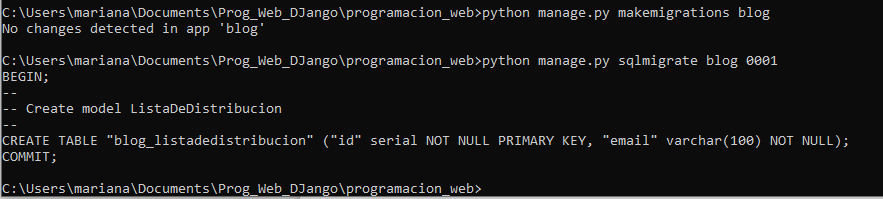 C:\Users\mariana\Documents\Prog_Web_DJango\programacion_web>python manage.py makemigrations blog
No changes detected in app 'blog'
C:\Users\mariana\Documents\Prog_Web_DJango\programacion_web>python manage.py sqlmigrate blog 0001
BEGIN;
--
-- Create model ListaDeDistribucion
--
CREATE TABLE "blog_listadedistribucion" ("id" serial NOT NULL PRIMARY KEY, "email" varchar(100) NOT NULL);
COMMIT;
C:\Users\mariana\Documents\Prog_Web_DJango\programacion_web>